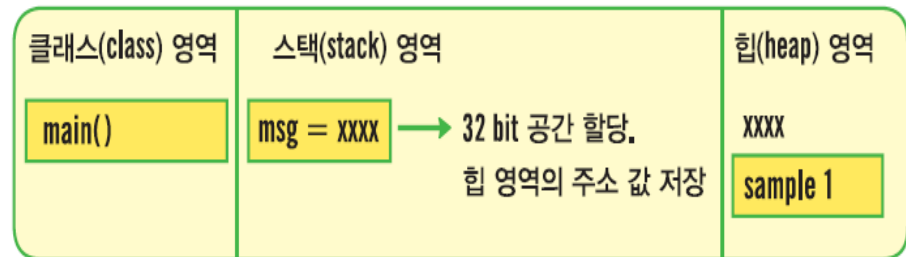 클래스(class) 영역
스택(stack) 영역
힙(heap) 영역
main()
msg = xxxx
32 bit 공간 할당.
힙 영역의 주소 값 저장
xxxx
sample 1